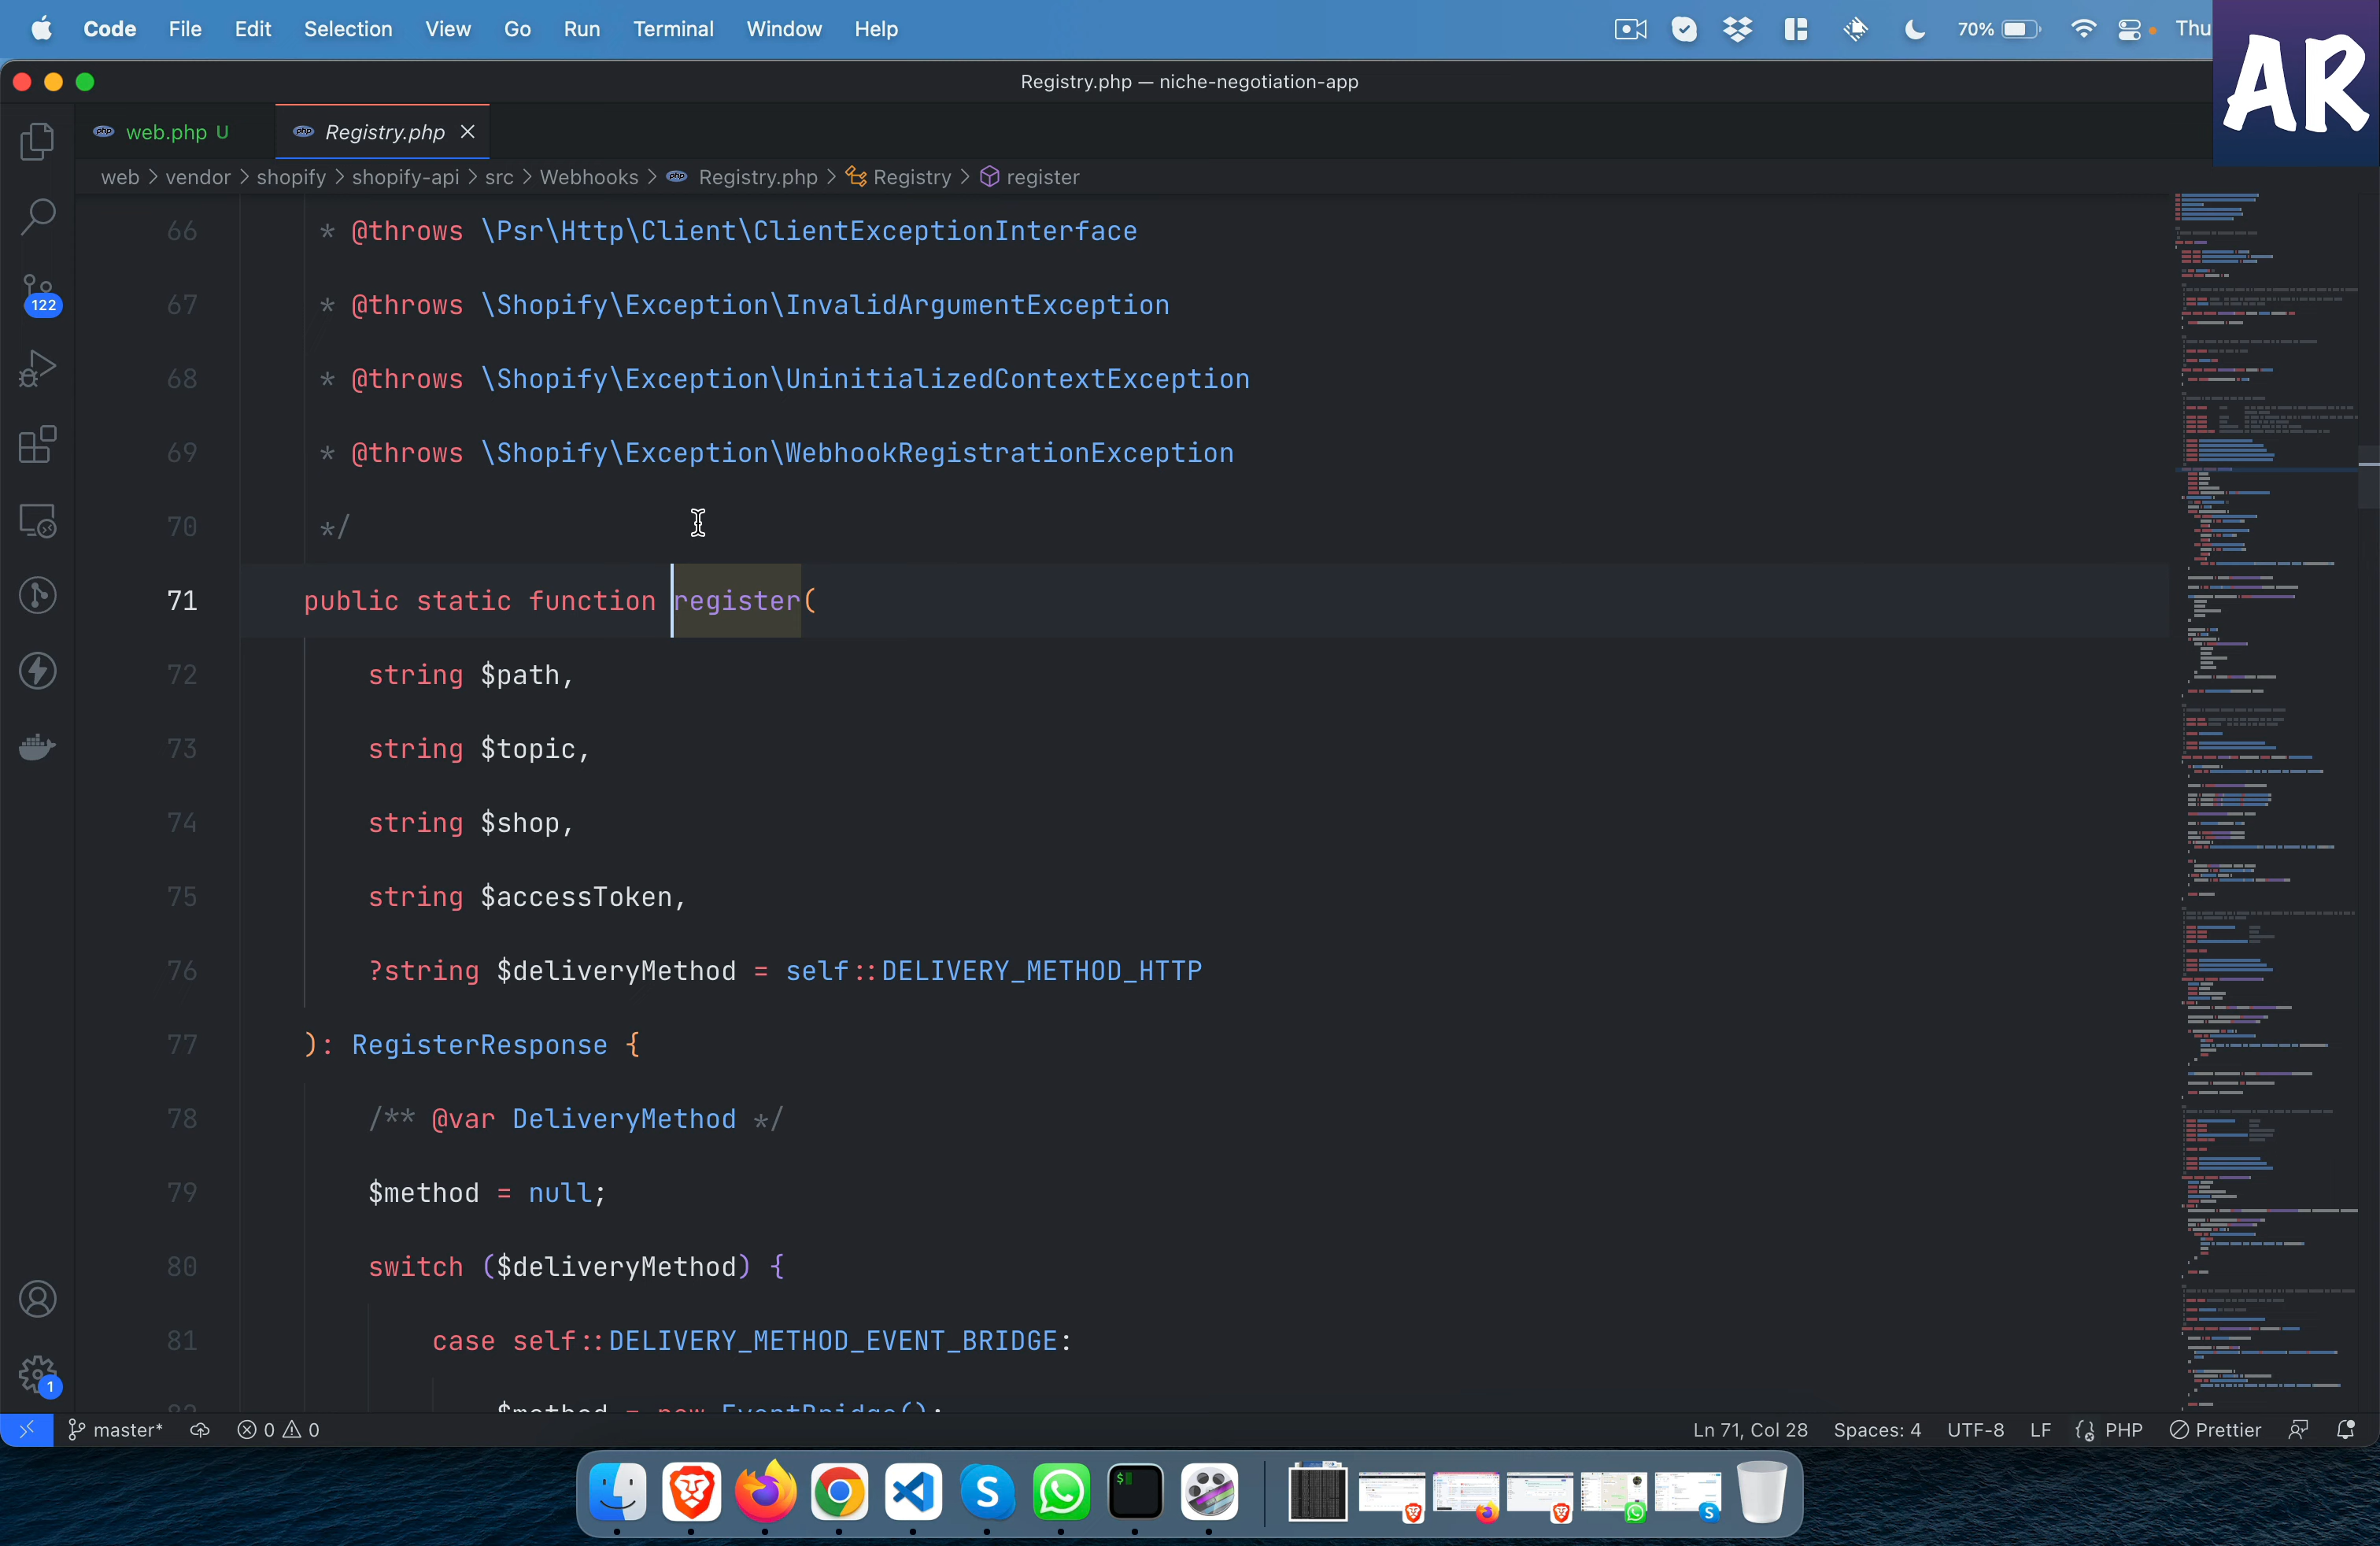 Code File Edit Selection View Go Run Terminal Window Help 70% Thu
AR
Registry.php — niche-negotiation-app
web.php U Registry.php
web > vendor > shopify > shopify-api > src > Webhooks > Registry.php > Registry > register
66 * @throws \Psr\Http\Client\ClientExceptionInterface
67 * @throws \Shopify\Exception\InvalidArgumentException
68 * @throws \Shopify\Exception\UninitializedContextException
69 * @throws \Shopify\Exception\WebhookRegistrationException
70 */
71 public static function register(
72 string $path,
73 string $topic,
74 string $shop,
75 string $accessToken,
76 ?string $deliveryMethod = self::DELIVERY_METHOD_HTTP
77 ): RegisterResponse {
78 /** @var DeliveryMethod */
79 $method = null;
80 switch ($deliveryMethod) {
81 case self::DELIVERY_METHOD_EVENT_BRIDGE:
82 $method = new EventBridge();
122
1
master* 0 0 Ln 71, Col 28 Spaces: 4 UTF-8 LF PHP Prettier